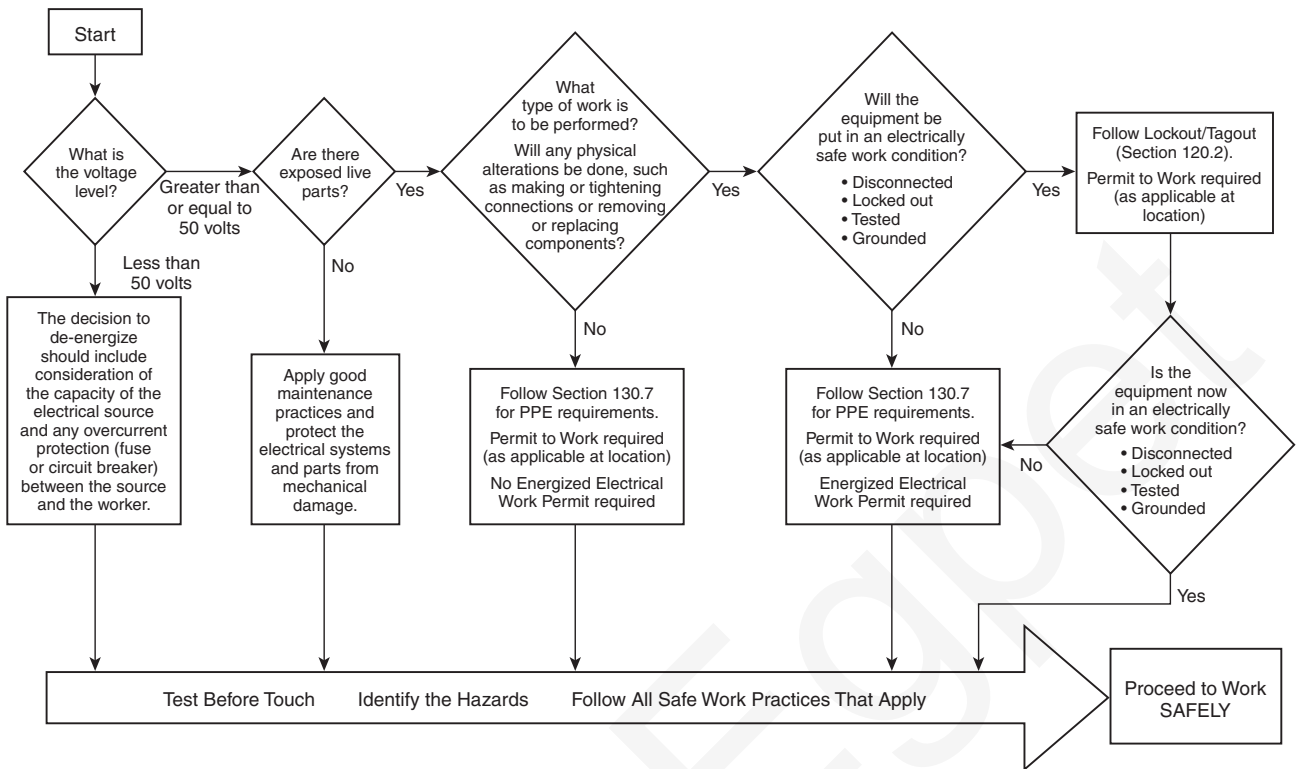 Start
What is
the voltage
level?
Greater than
or equal to
50 volts
Less than
50 volts
The decision to
de-energize
should include
consideration of
the capacity of the
electrical source
and any overcurrent
protection (fuse
or circuit breaker)
between the source
and the worker.
Are there
exposed live
parts?
Yes
No
Apply good
maintenance
practices and
protect the
electrical systems
and parts from
mechanical
damage.
What
type of work is
to be performed?
Will any physical
alterations be done, such
as making or tightening
connections or removing
or replacing
components?
Yes
No
Follow Section 130.7
for PPE requirements.
Permit to Work required
(as applicable at location)
No Energized Electrical
Work Permit required
Will the
equipment be
put in an electrically
safe work condition?
• Disconnected
• Locked out
• Tested
• Grounded
Yes
No
Follow Section 130.7
for PPE requirements.
Permit to Work required
(as applicable at location)
Energized Electrical
Work Permit required
Follow Lockout/Tagout
(Section 120.2).
Permit to Work required
(as applicable at
location)
Is the
equipment now
in an electrically
safe work condition?
• Disconnected
• Locked out
• Tested
• Grounded
No
Yes
Test Before Touch Identify the Hazards Follow All Safe Work Practices That Apply
Proceed to Work
SAFELY
Egpet